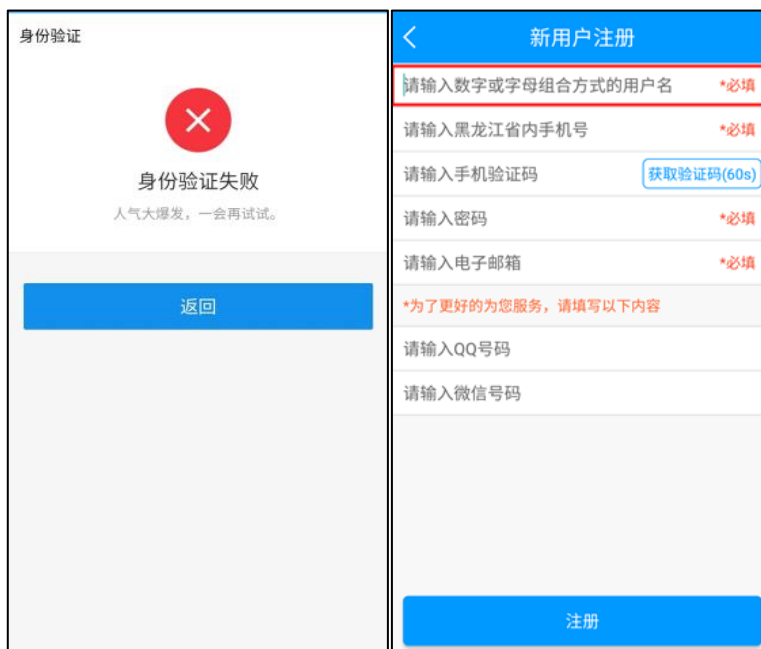 身份验证
身份验证失败
人气大爆发，一会再试试。
返回
新用户注册
请输入数字或字母组合方式的用户名 *必填
请输入黑龙江省内手机号 *必填
请输入手机验证码 获取验证码(60s)
请输入密码 *必填
请输入电子邮箱 *必填
*为了更好的为您服务，请填写以下内容
请输入QQ号码
请输入微信号码
注册